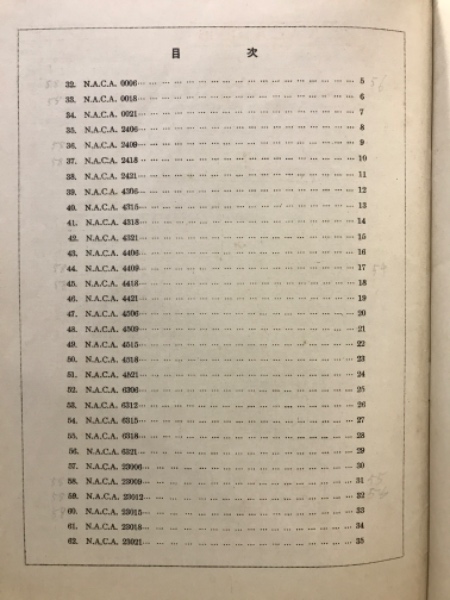 目 次
32. N.A.C.A. 0006 5
33. N.A.C.A. 0018 6
34. N.A.C.A. 0021 7
35. N.A.C.A. 2406 8
36. N.A.C.A. 2409 9
37. N.A.C.A. 2418 10
38. N.A.C.A. 2421 11
39. N.A.C.A. 4306 12
40. N.A.C.A. 4315 13
41. N.A.C.A. 4318 14
42. N.A.C.A. 4321 15
43. N.A.C.A. 4406 16
44. N.A.C.A. 4409 17
45. N.A.C.A. 4418 18
46. N.A.C.A. 4421 19
47. N.A.C.A. 4506 20
48. N.A.C.A. 4509 21
49. N.A.C.A. 4515 22
50. N.A.C.A. 4318 23
51. N.A.C.A. 4521 24
52. N.A.C.A. 6306 25
53. N.A.C.A. 6312 26
54. N.A.C.A. 6315 27
55. N.A.C.A. 6318 28
56. N.A.C.A. 6321 29
57. N.A.C.A. 23006 30
58. N.A.C.A. 23009 31
59. N.A.C.A. 23012 32
60. N.A.C.A. 23015 33
61. N.A.C.A. 23018 34
62. N.A.C.A. 23021 35